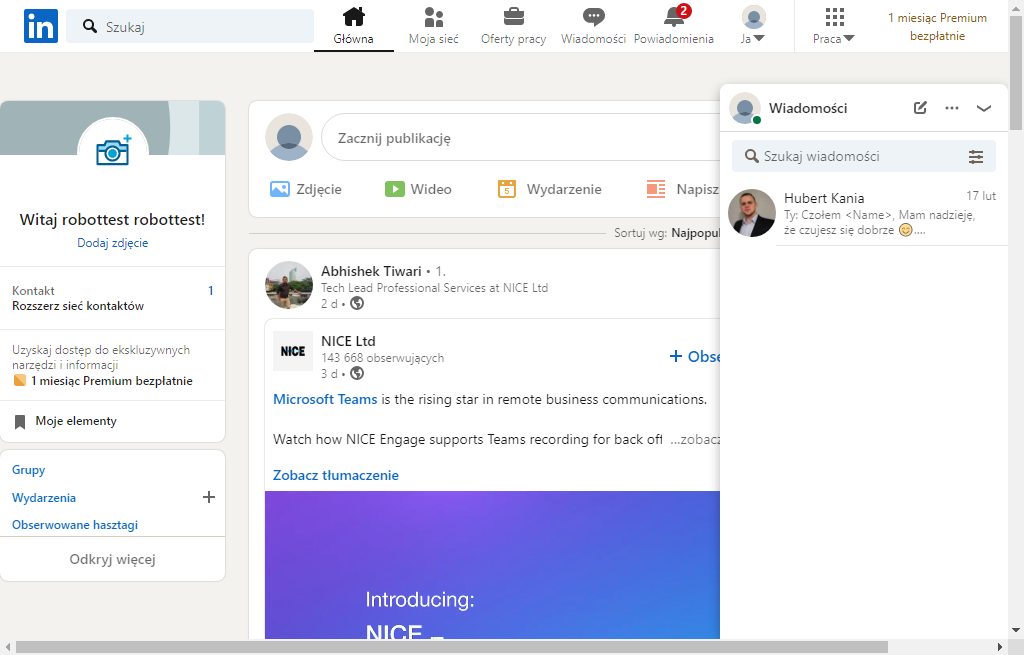 in
Szukaj
Główna
Moja sieć
Oferty pracy
Wiadomości
2
Powiadomienia
Ja
Praca
1 miesiąc Premium
bezpłatnie
Witaj robottest robottest!
Dodaj zdjęcie
Kontakt 1
Rozszerz sieć kontaktów
Uzyskaj dostęp do ekskluzywnych
narzędzi i informacji
1 miesiąc Premium bezpłatnie
Moje elementy
Grupy
Wydarzenia
Obserwowane hasztagi
Odkryj więcej
Zacznij publikację
Zdjęcie
Wideo
5
Wydarzenie
Napisz
Sortuj wg: Najpopul
Abhishek Tiwari • 1.
Tech Lead Professional Services at NICE Ltd
2 d •
NICE
NICE Ltd
143 668 obserwujących
3 d •
+ Obse
Microsoft Teams is the rising star in remote business communications.
Watch how NICE Engage supports Teams recording for back off ...zobacz
Zobacz tłumaczenie
Introducing:
NICE –
Wiadomości
Szukaj wiadomości
Hubert Kania 17 lut
Ty: Czołem <Name>, Mam nadzieję,
że czujesz się dobrze 😊....